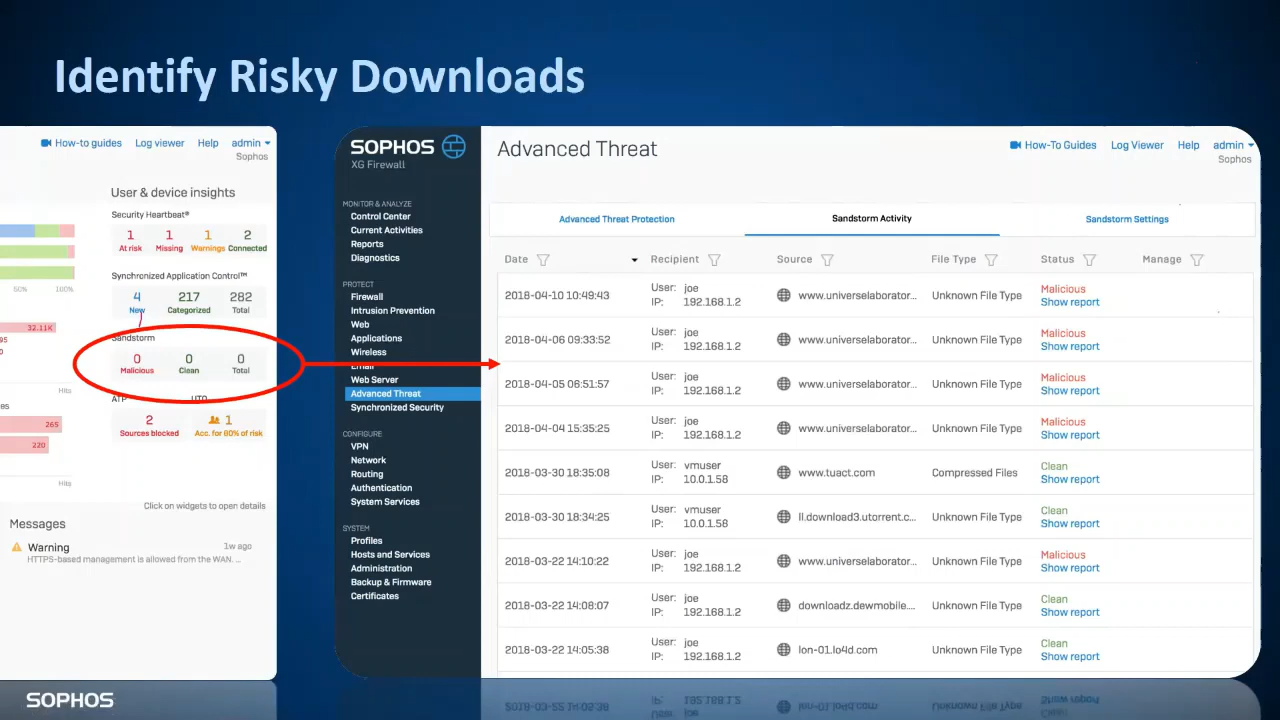 Identify Risky Downloads
How-to guides Log viewer Help admin
Sophos
User & device insights
Security Heartbeat®
1 1 1 2
At risk Missing Warnings Connected
Synchronized Application Control™
4 217 282
New Categorized Total
Sandstorm
0 0 0
Malicious Clean Total
ATP UTQ
2 1
Sources blocked Acc. for 80% of risk
50% 100%
32.11K
95
0
Hits
es
265
220
Hits
Click on widgets to open details
Messages
Warning 1w ago
HTTPS-based management is allowed from the WAN. ...
SOPHOS
SOPHOS
XG Firewall
MONITOR & ANALYZE
Control Center
Current Activities
Reports
Diagnostics
PROTECT
Firewall
Intrusion Prevention
Web
Applications
Wireless
Email
Web Server
Advanced Threat
Synchronized Security
CONFIGURE
VPN
Network
Routing
Authentication
System Services
SYSTEM
Profiles
Hosts and Services
Administration
Backup & Firmware
Certificates
Advanced Threat
How-To Guides Log Viewer Help admin
Sophos
Advanced Threat Protection Sandstorm Activity Sandstorm Settings
Date Recipient Source File Type Status Manage
2018-04-10 10:49:43 User: joe IP: 192.168.1.2 www.universelaborator... Unknown File Type Malicious Show report
2018-04-06 09:33:52 User: joe IP: 192.168.1.2 www.universelaborator... Unknown File Type Malicious Show report
2018-04-05 06:51:57 User: joe IP: 192.168.1.2 www.universelaborator... Unknown File Type Malicious Show report
2018-04-04 15:35:25 User: joe IP: 192.168.1.2 www.universelaborator... Unknown File Type Malicious Show report
2018-03-30 18:35:08 User: vmuser IP: 10.0.1.58 www.tuact.com Compressed Files Clean Show report
2018-03-30 18:34:25 User: vmuser IP: 10.0.1.58 ll.download3.utorrent.c... Unknown File Type Clean Show report
2018-03-22 14:10:22 User: joe IP: 192.168.1.2 www.universelaborator... Unknown File Type Malicious Show report
2018-03-22 14:08:07 User: joe IP: 192.168.1.2 downloadz.dewmobile.... Unknown File Type Clean Show report
2018-03-22 14:05:38 User: joe IP: 192.168.1.2 lon-01.lo4d.com Unknown File Type Clean Show report